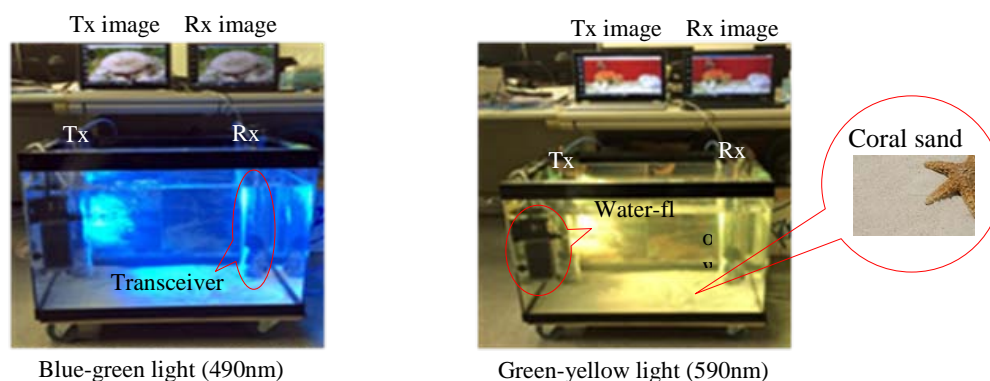 Tx image Rx image
Tx Rx
Transceiver
Blue-green light (490nm)
Tx image Rx image
Tx Rx
Water-fl
o
w
Coral sand
Green-yellow light (590nm)